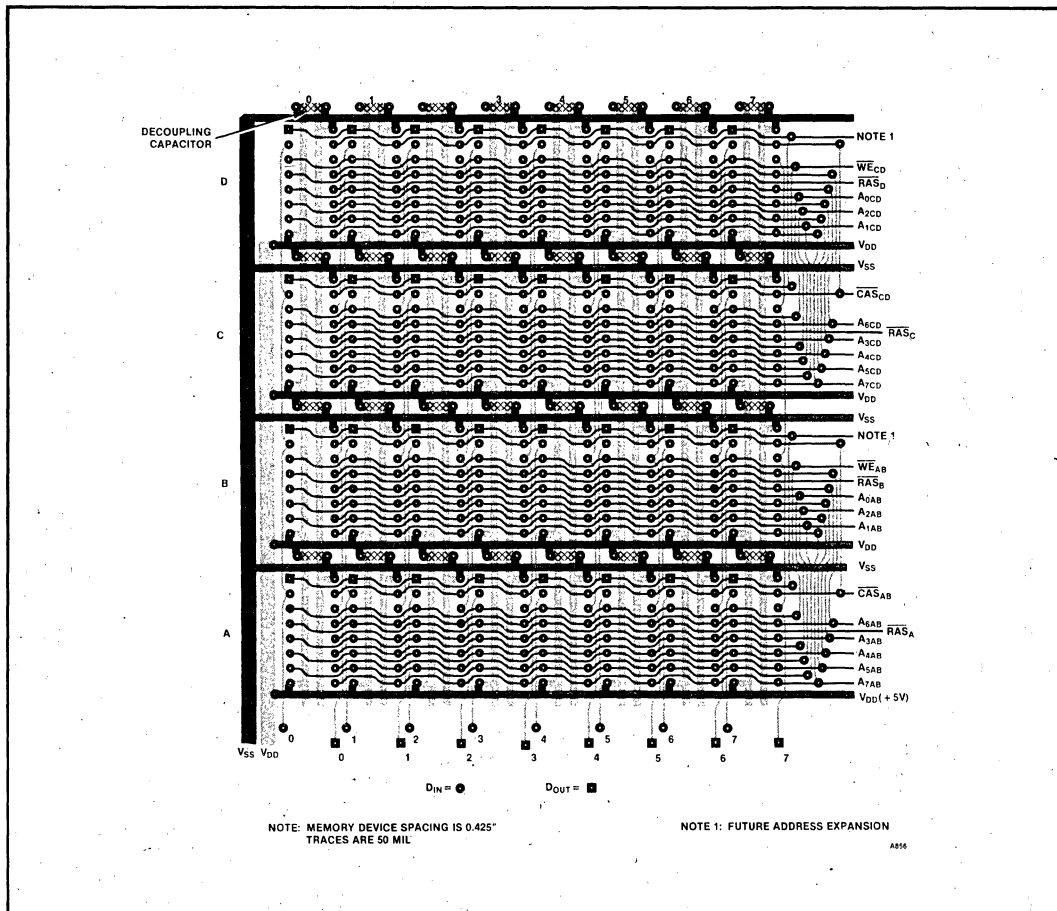 0 1 3 4 5 6 7
DECOUPLING
CAPACITOR
NOTE 1
D
WE̅CD
RAS̅D
A0CD
A2CD
A1CD
VDD
VSS
CAS̅CD
A6CD
C
RAS̅C
A3CD
A4CD
A5CD
A7CD
VDD
VSS
NOTE 1
WE̅AB
B
RAS̅B
A0AB
A2AB
A1AB
VDD
VSS
CAS̅AB
A6AB
A
RAS̅A
A3AB
A4AB
A5AB
A7AB
VDD(+5V)
0 1 2 3 4 5 6 7
VSS VDD
0 1 2 3 4 5 6 7
DIN = DOUT =
NOTE: MEMORY DEVICE SPACING IS 0.425"
TRACES ARE 50 MIL
NOTE 1: FUTURE ADDRESS EXPANSION
A856